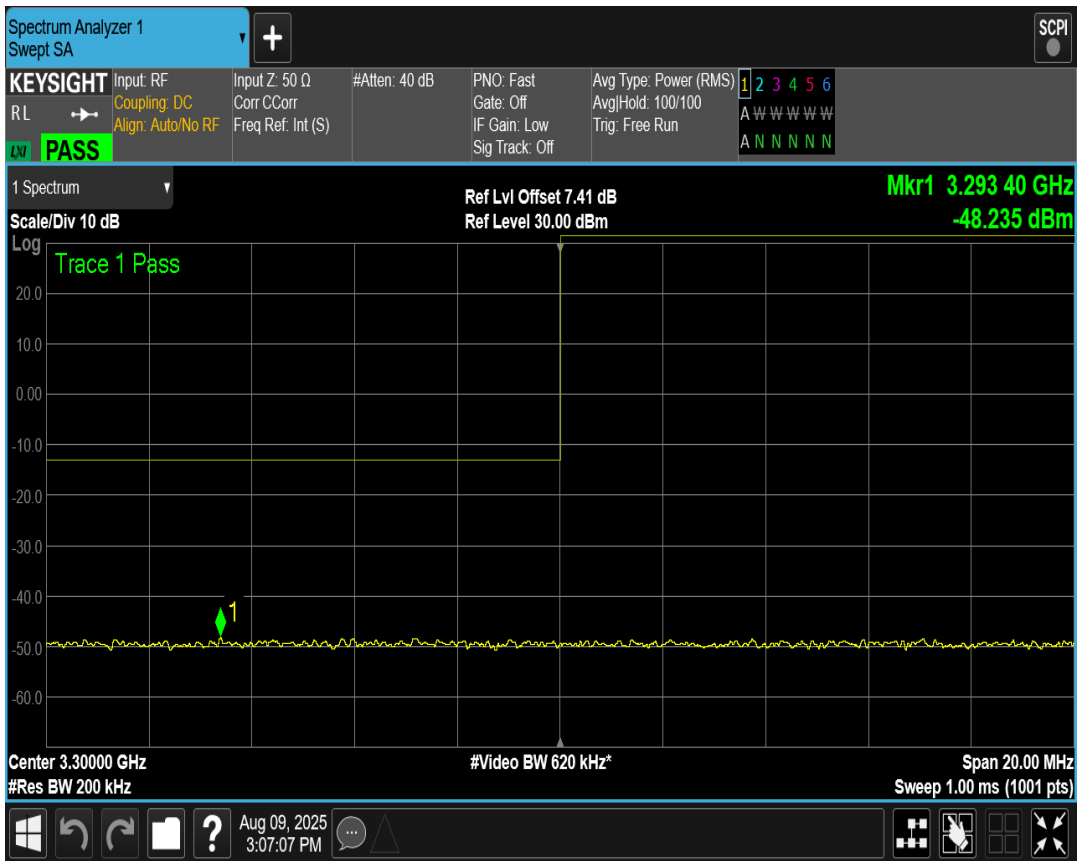 Spectrum Analyzer 1
Swept SA
+
SCPI
KEYSIGHT
RL
LXI PASS
Input: RF
Coupling: DC
Align: Auto/No RF
Input Z: 50 Ω
Corr CCorr
Freq Ref: Int (S)
#Atten: 40 dB
PNO: Fast
Gate: Off
IF Gain: Low
Sig Track: Off
Avg Type: Power (RMS)
Avg|Hold: 100/100
Trig: Free Run
1 2 3 4 5 6
A W W W W W
A N N N N N
1 Spectrum
Scale/Div 10 dB
Ref Lvl Offset 7.41 dB
Ref Level 30.00 dBm
Mkr1 3.293 40 GHz
-48.235 dBm
Log
Trace 1 Pass
20.0
10.0
0.00
-10.0
-20.0
-30.0
-40.0
1
-50.0
-60.0
Center 3.30000 GHz
#Video BW 620 kHz*
Span 20.00 MHz
#Res BW 200 kHz
Sweep 1.00 ms (1001 pts)
?
Aug 09, 2025
3:07:07 PM